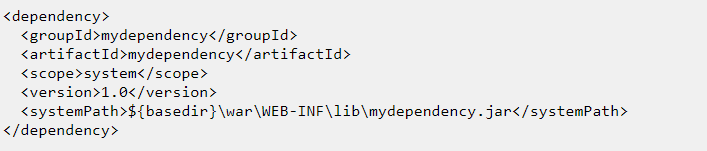 <dependency>
  <groupId>mydependency</groupId>
  <artifactId>mydependency</artifactId>
  <scope>system</scope>
  <version>1.0</version>
  <systemPath>${basedir}\war\WEB-INF\lib\mydependency.jar</systemPath>
</dependency>